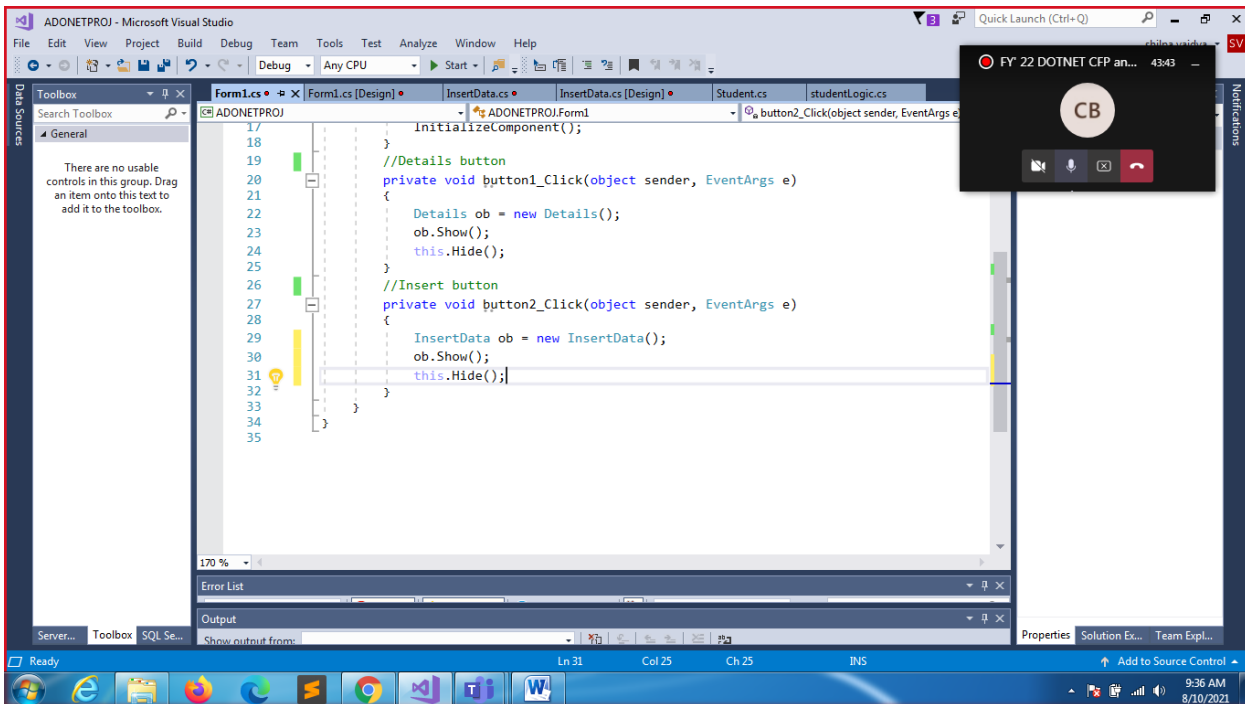 ADONETPROJ - Microsoft Visual Studio
3
Quick Launch (Ctrl+Q)
File Edit View Project Build Debug Team Tools Test Analyze Window Help
SV
Debug Any CPU Start
FY' 22 DOTNET CFP an... 43:43
CB
Data Sources
Notifications
Toolbox
Search Toolbox
General
There are no usable
controls in this group. Drag
an item onto this text to
add it to the toolbox.
Form1.cs Form1.cs [Design] InsertData.cs InsertData.cs [Design] Student.cs studentLogic.cs
C# ADONETPROJ ADONETPROJ.Form1 button2_Click(object sender, EventArgs e)
17 InitializeComponent();
18 }
19 //Details button
20 private void button1_Click(object sender, EventArgs e)
21 {
22 Details ob = new Details();
23 ob.Show();
24 this.Hide();
25 }
26 //Insert button
27 private void button2_Click(object sender, EventArgs e)
28 {
29 InsertData ob = new InsertData();
30 ob.Show();
31 this.Hide();
32 }
33 }
34 }
35
170 %
Error List
Output
Show output from:
Server... Toolbox SQL Se...
Properties Solution Ex... Team Expl...
Ready Ln 31 Col 25 Ch 25 INS Add to Source Control
9:36 AM
8/10/2021